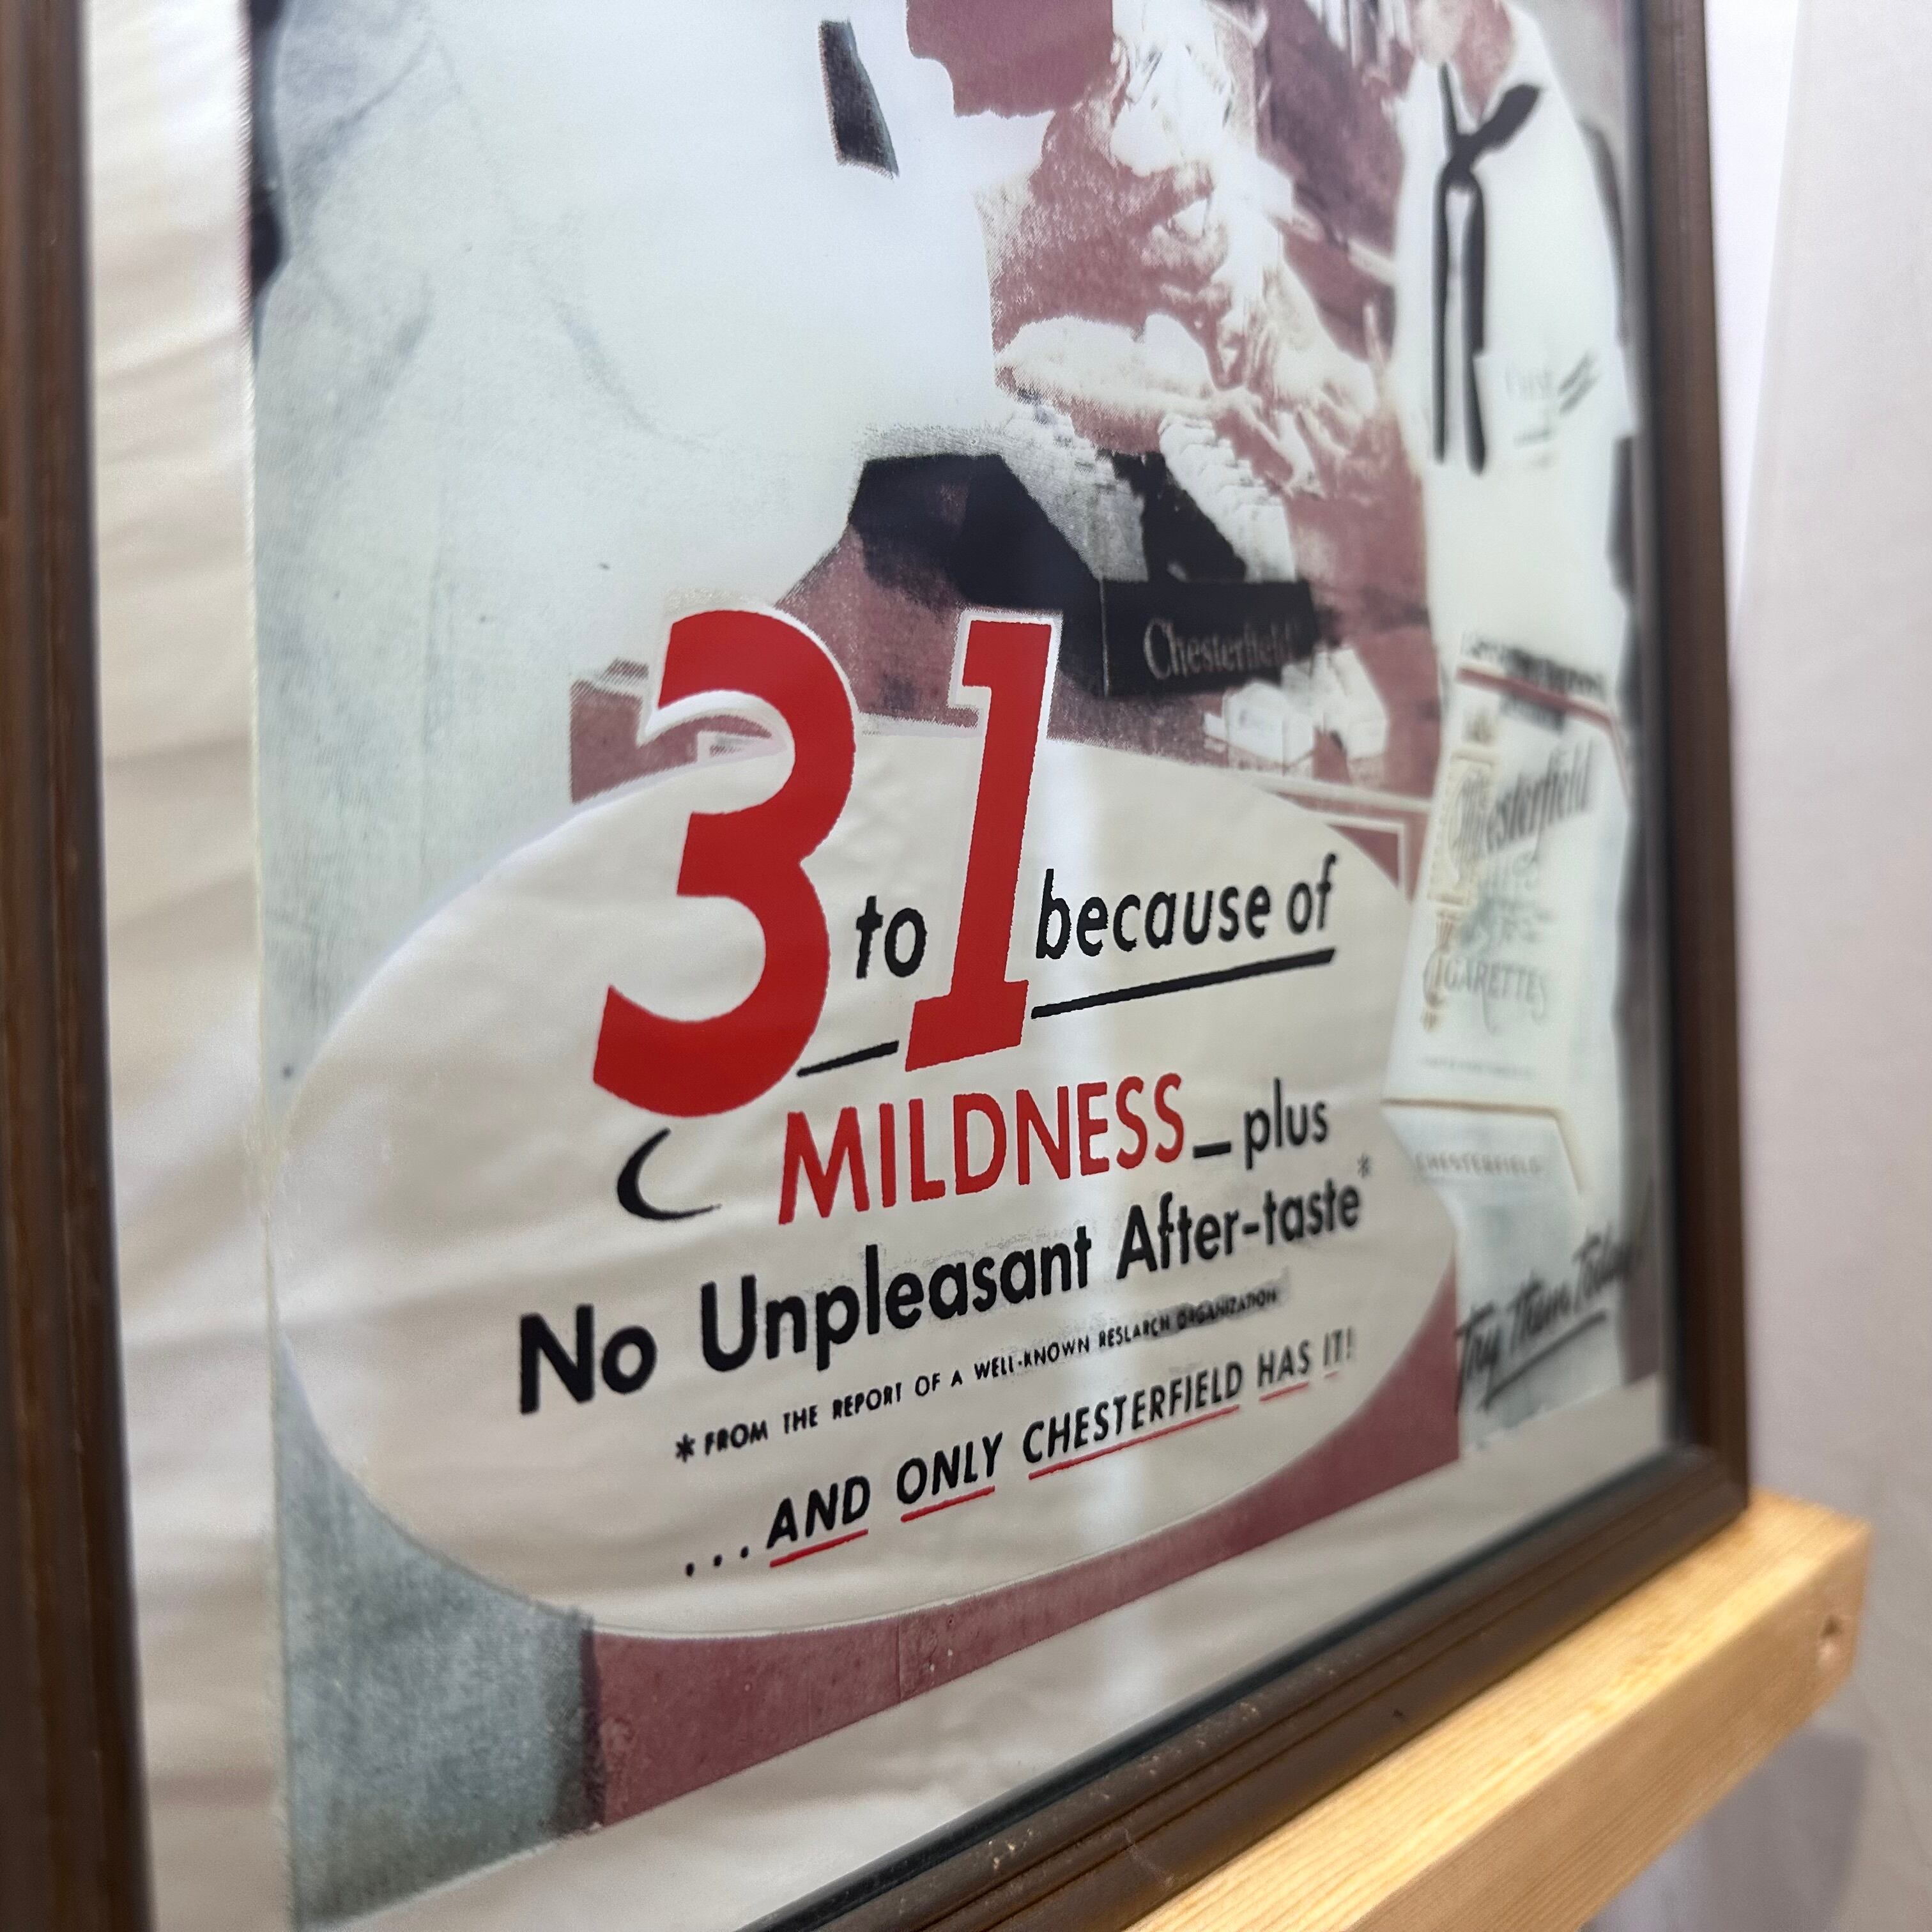 Chesterfield
3 to 1 because of
MILDNESS—plus
No Unpleasant After-taste*
*FROM THE REPORT OF A WELL-KNOWN RESEARCH ORGANIZATION
...AND ONLY CHESTERFIELD HAS IT!
Chesterfield
CIGARETTES
CHESTERFIELD
Try Them Today!